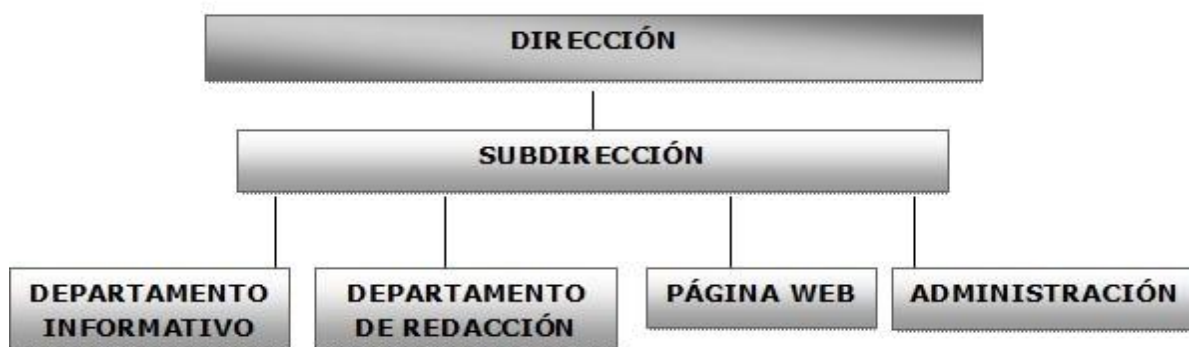 DIRECCIÓN
SUBDIRECCIÓN
DEPARTAMENTO
INFORMATIVO
DEPARTAMENTO
DE REDACCIÓN
PÁGINA WEB
ADMINISTRACIÓN